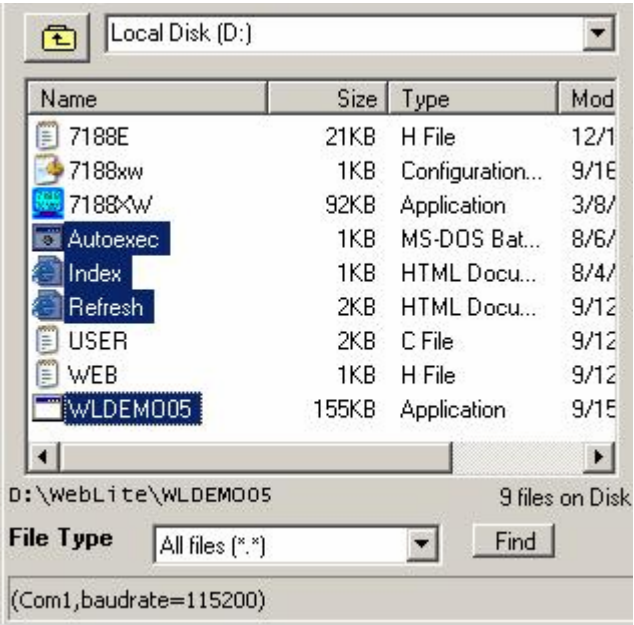 Local Disk (D:)
Name Size Type Mod
7188E 21KB H File 12/1
7188xw 1KB Configuration... 9/16
7188XW 92KB Application 3/8/
Autoexec 1KB MS-DOS Bat... 8/6/
Index 1KB HTML Docu... 8/4/
Refresh 2KB HTML Docu... 9/12
USER 2KB C File 9/12
WEB 1KB H File 9/12
WLDEMO05 155KB Application 9/15
D:\WebLite\WLDEMO05 9 files on Disk
File Type All files (*.*) Find
(Com1,baudrate=115200)